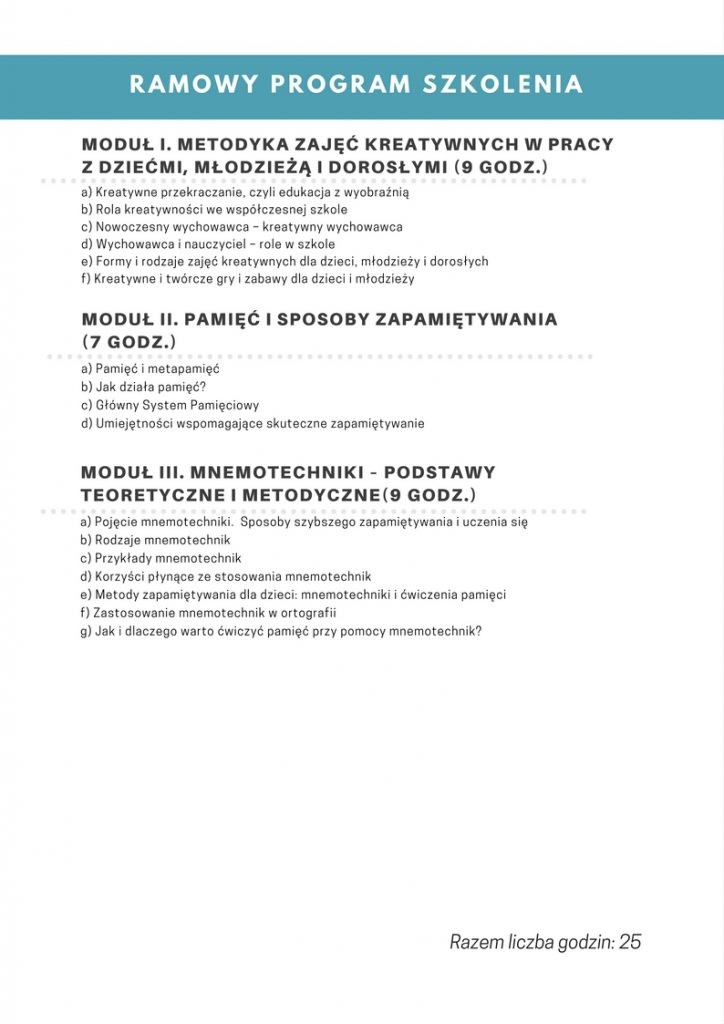 RAMOWY PROGRAM SZKOLENIA
MODUŁ I. METODYKA ZAJĘĆ KREATYWNYCH W PRACY
Z DZIEĆMI, MŁODZIEŻĄ I DOROSŁYMI (9 GODZ.)
a) Kreatywne przekraczanie, czyli edukacja z wyobraźnią
b) Rola kreatywności we współczesnej szkole
c) Nowoczesny wychowawca – kreatywny wychowawca
d) Wychowawca i nauczyciel – role w szkole
e) Formy i rodzaje zajęć kreatywnych dla dzieci, młodzieży i dorosłych
f) Kreatywne i twórcze gry i zabawy dla dzieci i młodzieży
MODUŁ II. PAMIĘĆ I SPOSOBY ZAPAMIĘTYWANIA
(7 GODZ.)
a) Pamięć i metapamięć
b) Jak działa pamięć?
c) Główny System Pamięciowy
d) Umiejętności wspomagające skuteczne zapamiętywanie
MODUŁ III. MNEMOTECHNIKI - PODSTAWY
TEORETYCZNE I METODYCZNE(9 GODZ.)
a) Pojęcie mnemotechniki. Sposoby szybszego zapamiętywania i uczenia się
b) Rodzaje mnemotechnik
c) Przykłady mnemotechnik
d) Korzyści płynące ze stosowania mnemotechnik
e) Metody zapamiętywania dla dzieci: mnemotechniki i ćwiczenia pamięci
f) Zastosowanie mnemotechnik w ortografii
g) Jak i dlaczego warto ćwiczyć pamięć przy pomocy mnemotechnik?
Razem liczba godzin: 25